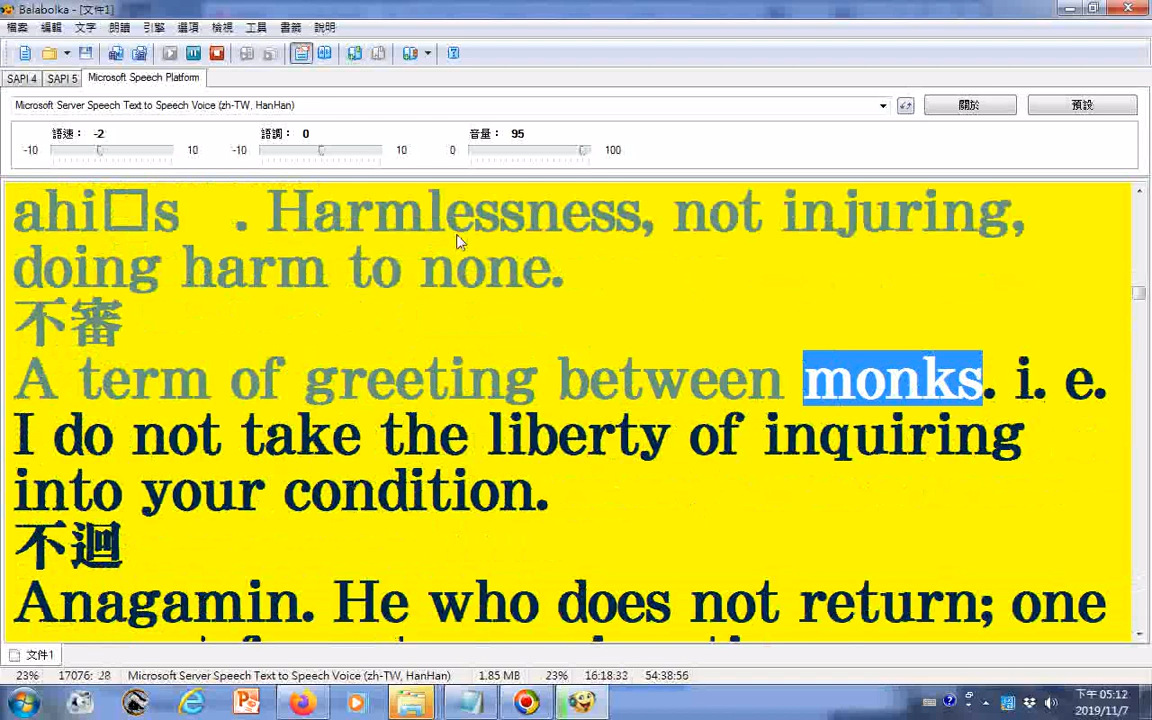 Balabolka - [文件1]
檔案 編輯 文字 朗讀 引擎 選項 檢視 工具 書籤 說明
SAPI 4 SAPI 5 Microsoft Speech Platform
Microsoft Server Speech Text to Speech Voice (zh-TW, HanHan) 關於 預設
語速： -2 語調： 0 音量： 95
-10 10 -10 10 0 100
ahi□s . Harmlessness, not injuring,
doing harm to none.
不審
A term of greeting between monks. i. e.
I do not take the liberty of inquiring
into your condition.
不迴
Anagamin. He who does not return; one
文件1
23% 17076: 28 Microsoft Server Speech Text to Speech Voice (zh-TW, HanHan) 1.85 MB 23% 16:18:33 54:38:56
下午 05:12
2019/11/7